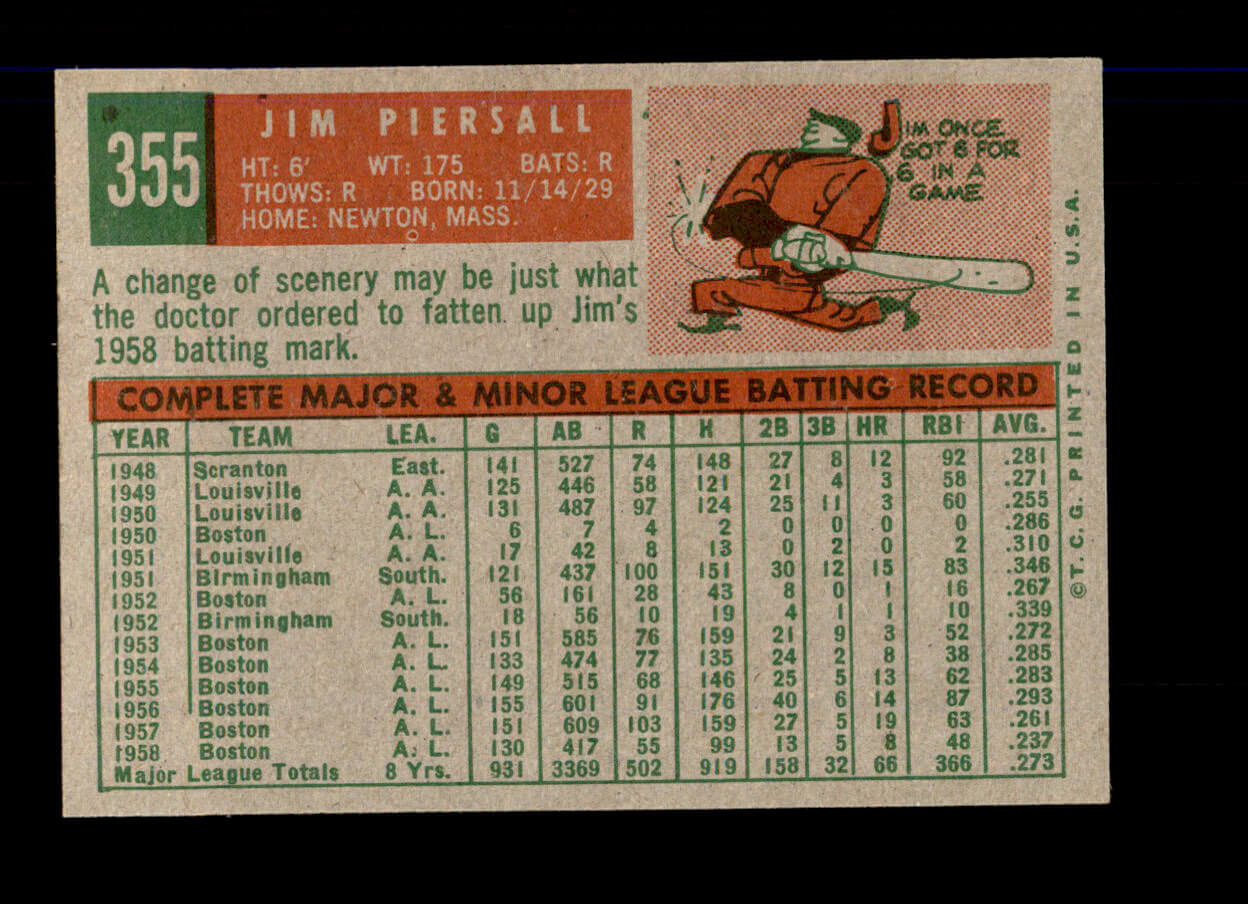 355
JIM PIERSALL
HT: 6' WT: 175 BATS: R
THOWS: R BORN: 11/14/29
HOME: NEWTON, MASS.
JIM ONCE
GOT 6 FOR
6 IN A
GAME
A change of scenery may be just what
the doctor ordered to fatten up Jim's
1958 batting mark.
COMPLETE MAJOR & MINOR LEAGUE BATTING RECORD
YEAR TEAM LEA. G AB R H 2B 3B HR RBI AVG.
1948 Scranton East. 141 527 74 148 27 8 12 92 .281
1949 Louisville A. A. 125 446 58 121 21 4 3 58 .271
1950 Louisville A. A. 131 487 97 124 25 11 3 60 .255
1950 Boston A. L. 6 7 4 2 0 0 0 0 .286
1951 Louisville A. A. 17 42 8 13 0 2 0 2 .310
1951 Birmingham South. 121 437 100 151 30 12 15 83 .346
1952 Boston A. L. 56 161 28 43 8 0 1 16 .267
1952 Birmingham South. 18 56 10 19 4 1 1 10 .339
1953 Boston A. L. 151 585 76 159 21 9 3 52 .272
1954 Boston A. L. 133 474 77 135 24 2 8 38 .285
1955 Boston A. L. 149 515 68 146 25 5 13 62 .283
1956 Boston A. L. 155 601 91 176 40 6 14 87 .293
1957 Boston A. L. 151 609 103 159 27 5 19 63 .261
1958 Boston A. L. 130 417 55 99 13 5 8 48 .237
Major League Totals 8 Yrs. 931 3369 502 919 158 32 66 366 .273
©T. C. G. PRINTED IN U.S.A.